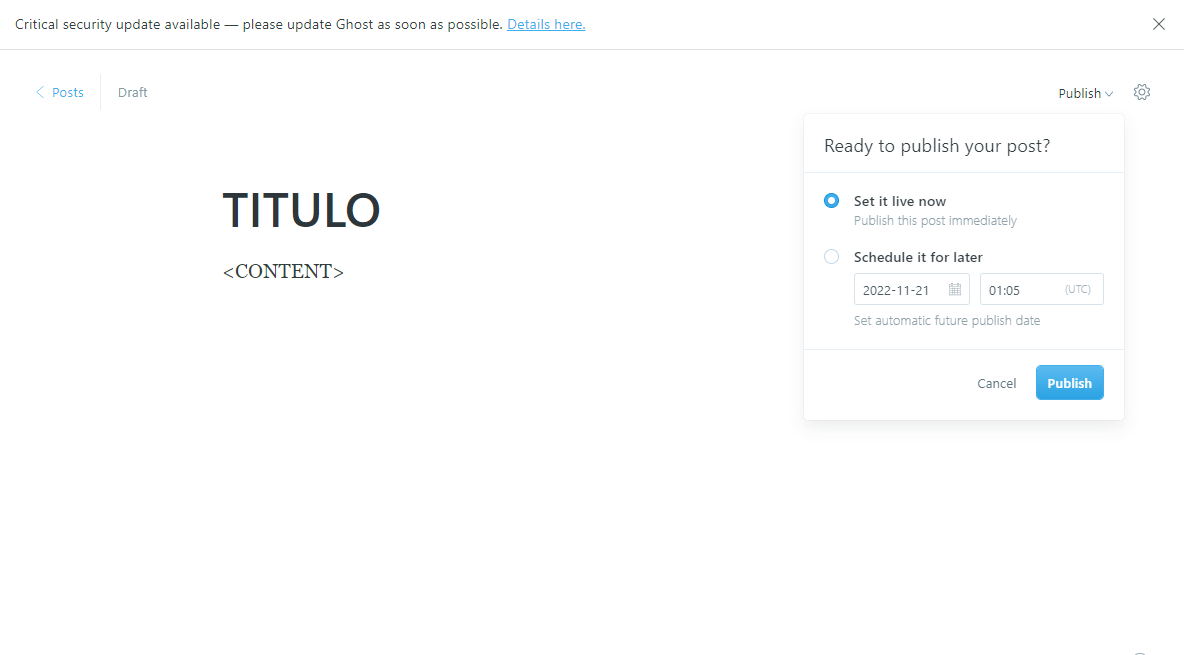 Critical security update available — please update Ghost as soon as possible. Details here.
Posts
Draft
Publish
Ready to publish your post?
TITULO
Set it live now
Publish this post immediately
<CONTENT>
Schedule it for later
2022-11-21 01:05 (UTC)
Set automatic future publish date
Cancel Publish